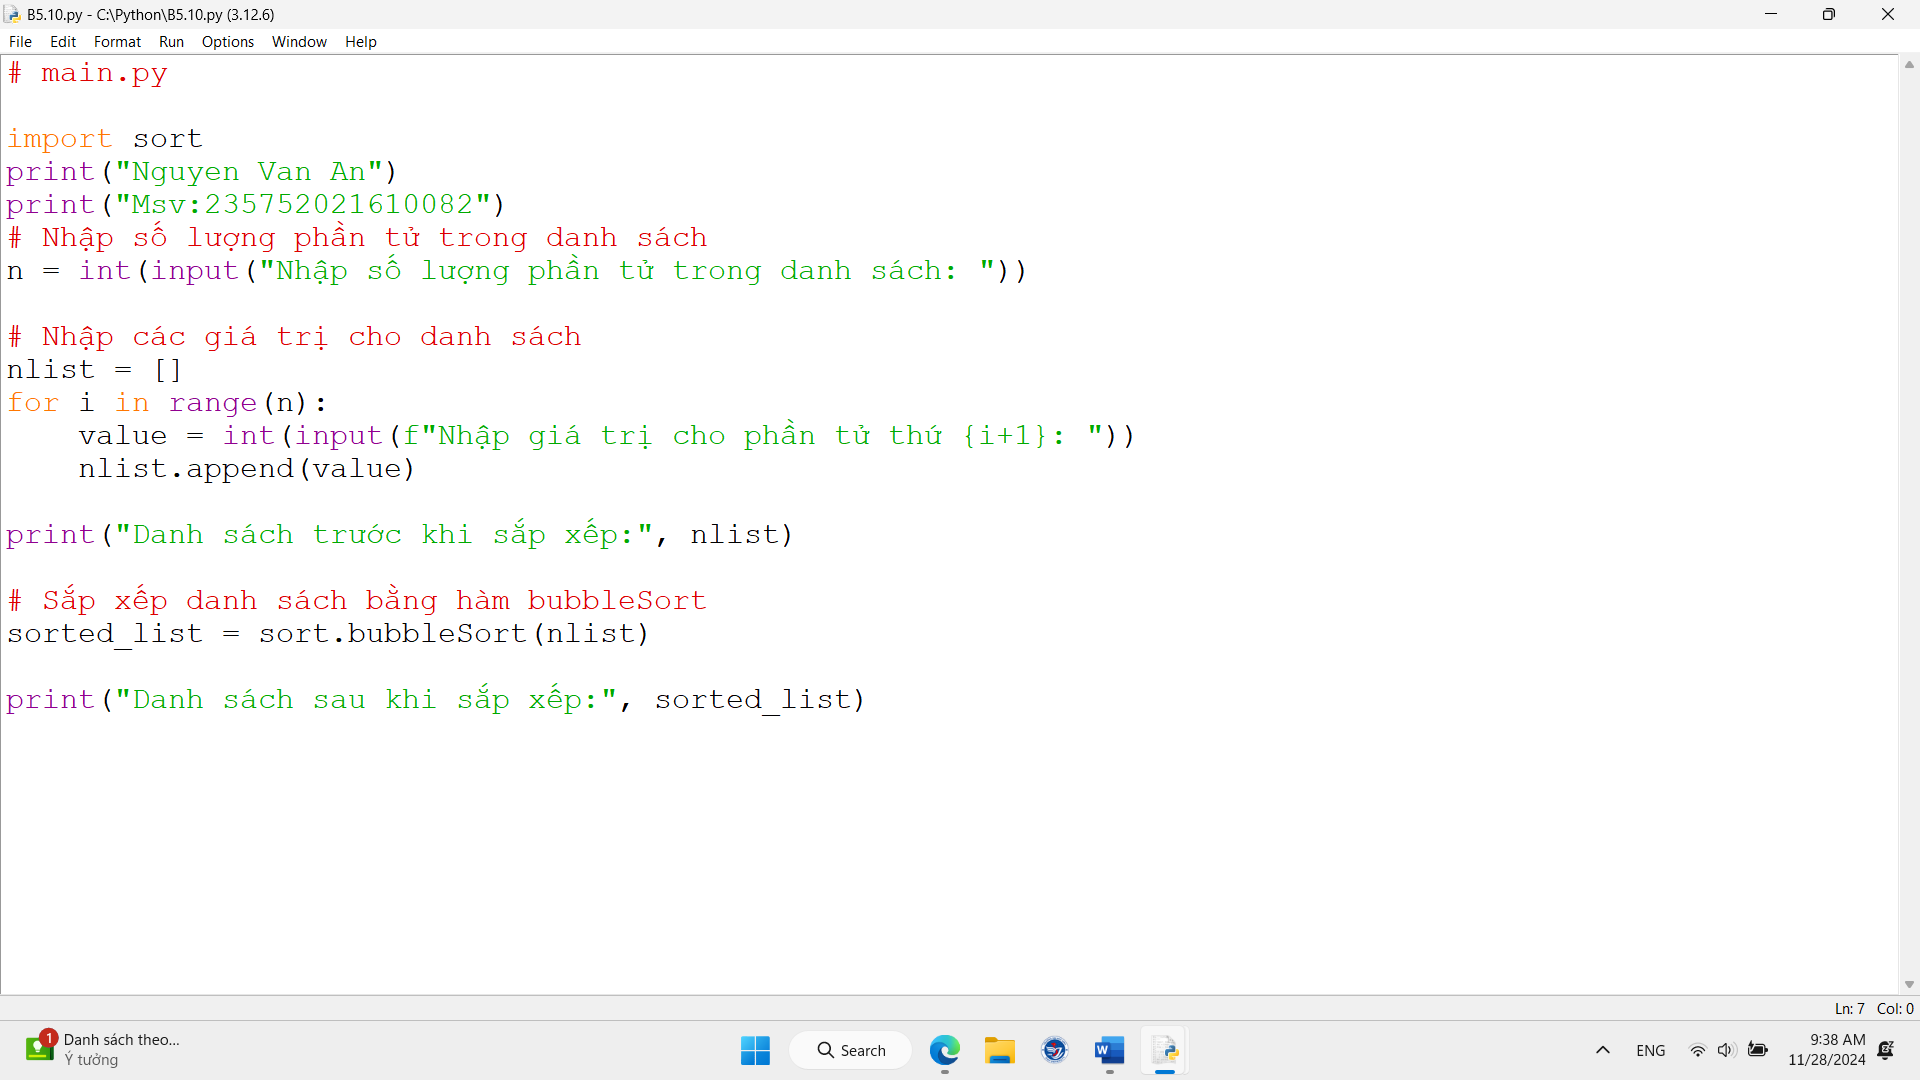 B5.10.py - C:\Python\B5.10.py (3.12.6)
File Edit Format Run Options Window Help
# main.py
import sort
print("Nguyen Van An")
print("Msv:235752021610082")
# Nhập số lượng phần tử trong danh sách
n = int(input("Nhập số lượng phần tử trong danh sách: "))
# Nhập các giá trị cho danh sách
nlist = []
for i in range(n):
    value = int(input(f"Nhập giá trị cho phần tử thứ {i+1}: "))
    nlist.append(value)
print("Danh sách trước khi sắp xếp:", nlist)
# Sắp xếp danh sách bằng hàm bubbleSort
sorted_list = sort.bubbleSort(nlist)
print("Danh sách sau khi sắp xếp:", sorted_list)
Ln: 7 Col: 0
1
Danh sách theo...
Ý tưởng
Search
W
ENG
9:38 AM
11/28/2024